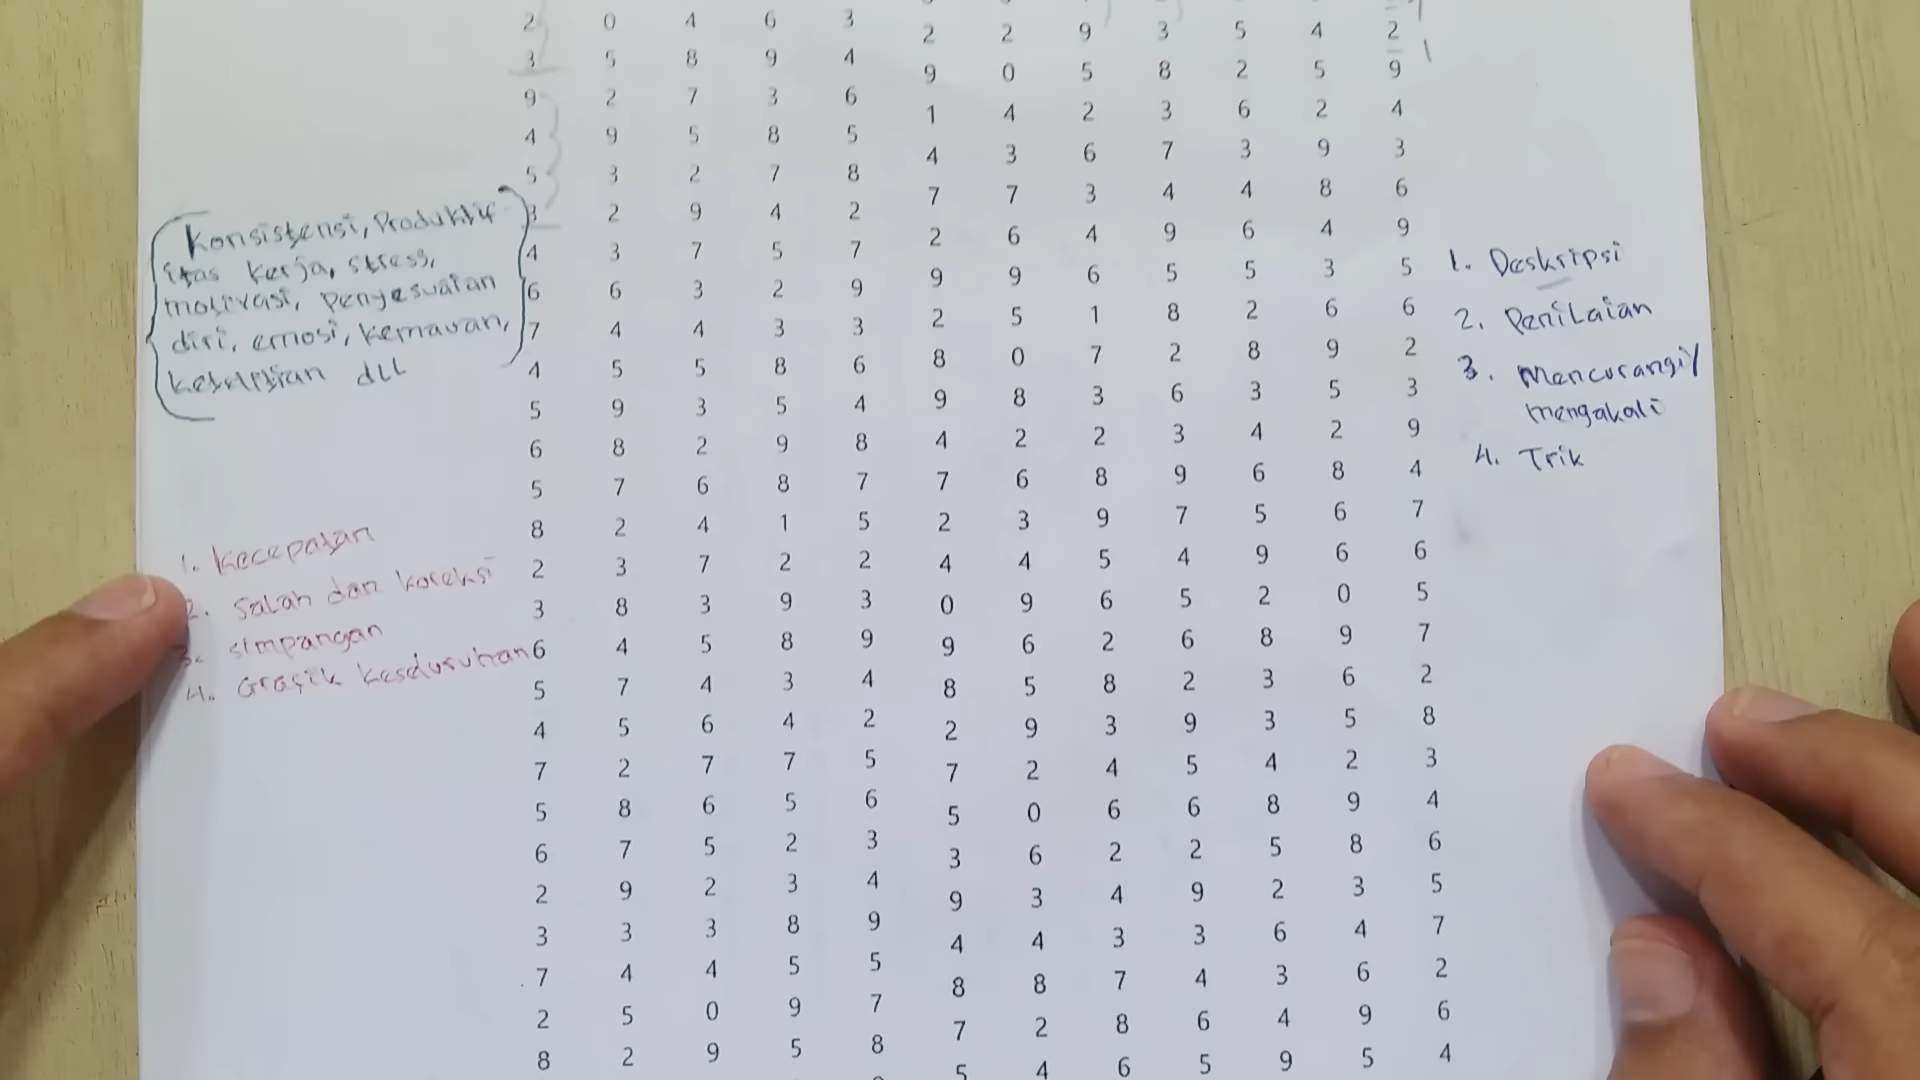 2 0 4 6 3 2 2 9 3 5 4 2
3 5 8 9 4 9 0 5 8 2 5 9
9 2 7 3 6 1 4 2 3 6 2 4
4 9 5 8 5 4 3 6 7 3 9 3
5 3 2 7 8 7 7 3 4 4 8 6
3 2 9 4 2 2 6 4 9 6 4 9
4 3 7 5 7 9 9 6 5 5 3 5
6 6 3 2 9 2 5 1 8 2 6 6
7 4 4 3 3 8 0 7 2 8 9 2
4 5 5 8 6 9 8 3 6 3 5 3
5 9 3 5 4 4 2 2 3 4 2 9
6 8 2 9 8 7 6 8 9 6 8 4
5 7 6 8 7 2 3 9 7 5 6 7
8 2 4 1 5 4 4 5 4 9 6 6
2 3 7 2 2 0 9 6 5 2 0 5
3 8 3 9 3 9 6 2 6 8 9 7
6 4 5 8 9 8 5 8 2 3 6 2
5 7 4 3 4 2 9 3 9 3 5 8
4 5 6 4 2 7 2 4 5 4 2 3
7 2 7 7 5 5 0 6 6 8 9 4
5 8 6 5 6 3 6 2 2 5 8 6
6 7 5 2 3 9 3 4 9 2 3 5
2 9 2 3 4 4 4 3 3 6 4 7
3 3 3 8 9 8 8 7 4 3 6 2
7 4 4 5 5 7 2 8 6 4 9 6
2 5 0 9 7 5 4 6 5 9 5 4
8 2 9 5 8
Konsistensi, Produktif
itas kerja, stress,
motivasi, penyesuaian
diri, emosi, kemauan,
ketelitian dll
1. Kecepatan
2. Salah dan koreksi
3. simpangan
4. Grafik keseluruhan
1. Deskripsi
2. Penilaian
3. Mencurangi/
mengakali
4. Trik